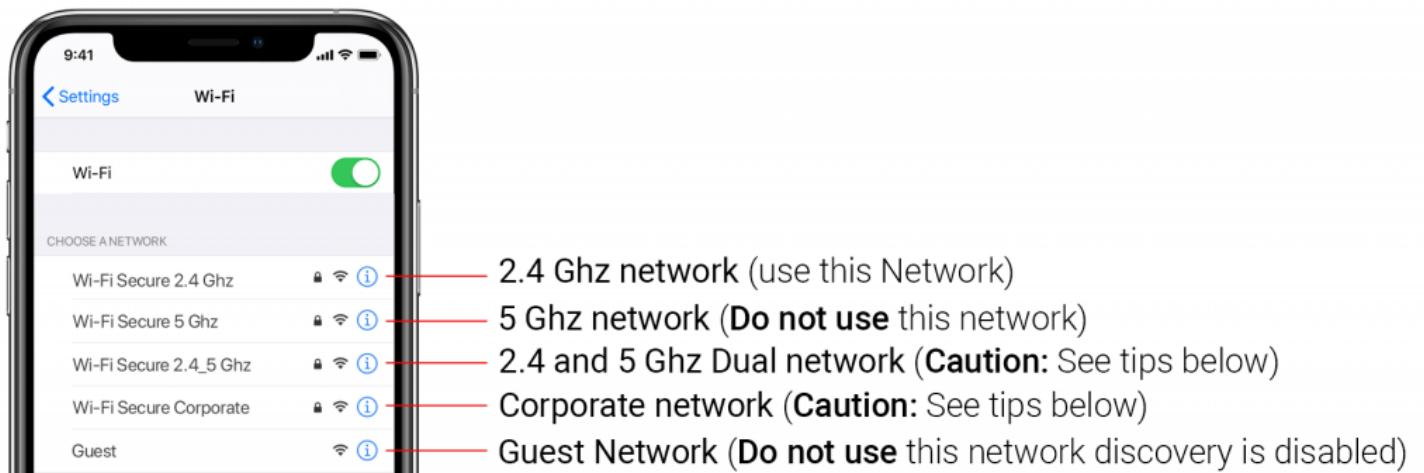 9:41
Settings Wi-Fi
Wi-Fi
CHOOSE A NETWORK
Wi-Fi Secure 2.4 Ghz 2.4 Ghz network (use this Network)
Wi-Fi Secure 5 Ghz 5 Ghz network (Do not use this network)
Wi-Fi Secure 2.4_5 Ghz 2.4 and 5 Ghz Dual network (Caution: See tips below)
Wi-Fi Secure Corporate Corporate network (Caution: See tips below)
Guest Guest Network (Do not use this network discovery is disabled)